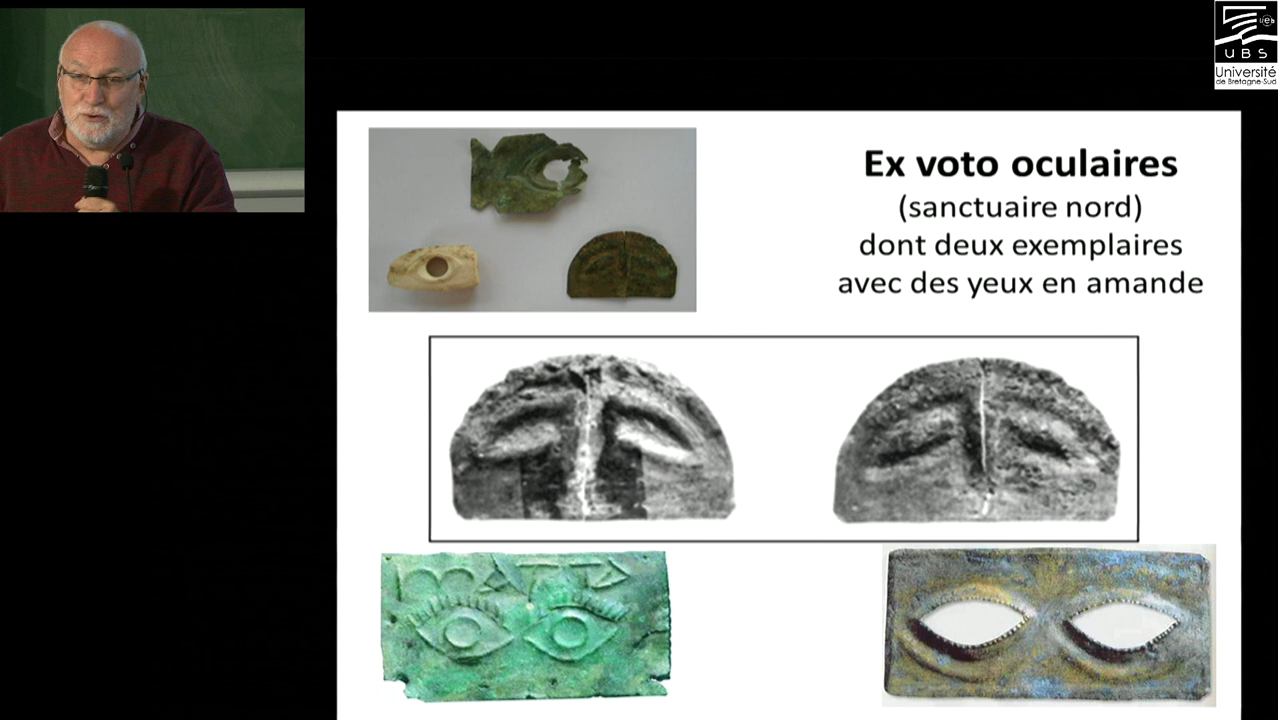 UBS
Université
de Bretagne-Sud
Ex voto oculaires
(sanctuaire nord)
dont deux exemplaires
avec des yeux en amande